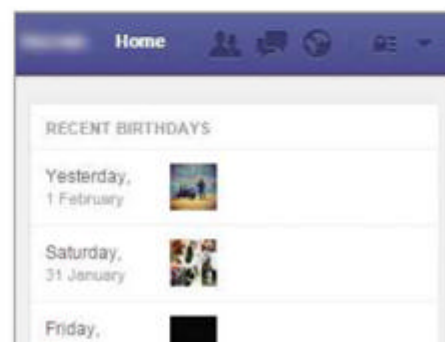 Home
RECENT BIRTHDAYS
Yesterday,
1 February
Saturday,
31 January
Friday,